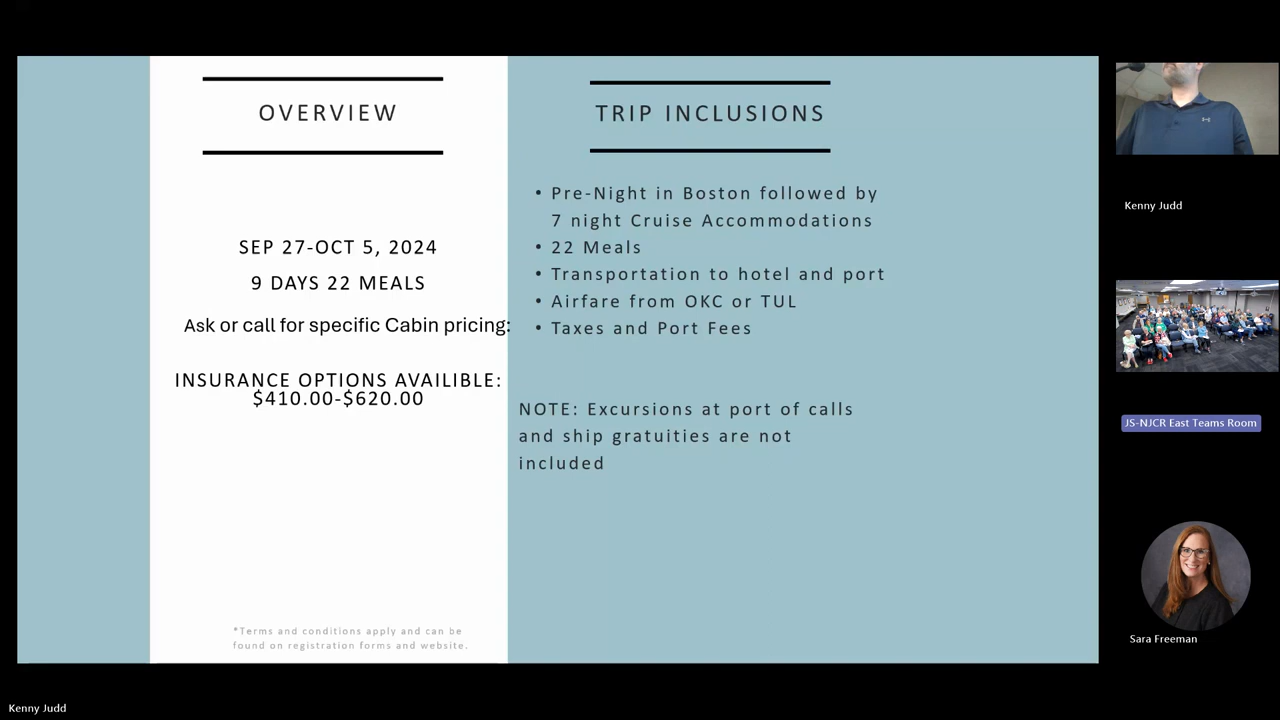 OVERVIEW
SEP 27-OCT 5, 2024
9 DAYS 22 MEALS
Ask or call for specific Cabin pricing:
INSURANCE OPTIONS AVAILIBLE:
$410.00-$620.00
*Terms and conditions apply and can be
found on registration forms and website.
TRIP INCLUSIONS
• Pre-Night in Boston followed by
7 night Cruise Accommodations
• 22 Meals
• Transportation to hotel and port
• Airfare from OKC or TUL
• Taxes and Port Fees
NOTE: Excursions at port of calls
and ship gratuities are not
included
Kenny Judd
JS-NJCR East Teams Room
Sara Freeman
Kenny Judd